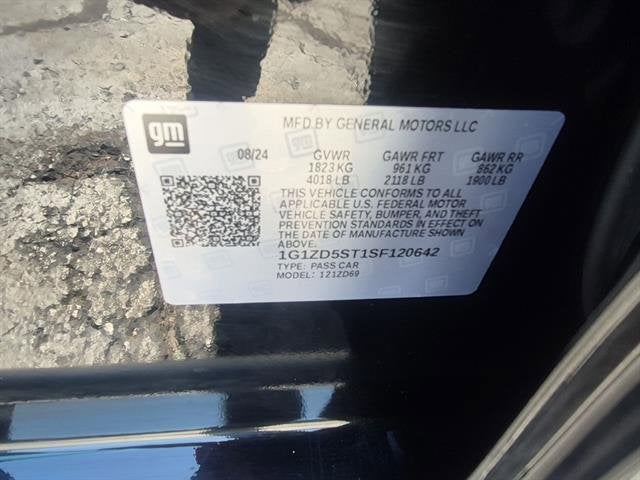 gm
MFD.BY GENERAL MOTORS LLC
08/24 GVWR GAWR FRT GAWR RR
1823 KG 961 KG 862 KG
4018 LB 2118 LB 1900 LB
THIS VEHICLE CONFORMS TO ALL
APPLICABLE U.S. FEDERAL MOTOR
VEHICLE SAFETY, BUMPER, AND THEFT
PREVENTION STANDARDS IN EFFECT ON
THE DATE OF MANUFACTURE SHOWN
ABOVE.
1G1ZD5ST1SF120642
TYPE: PASS CAR
MODEL: 1Z1ZD69